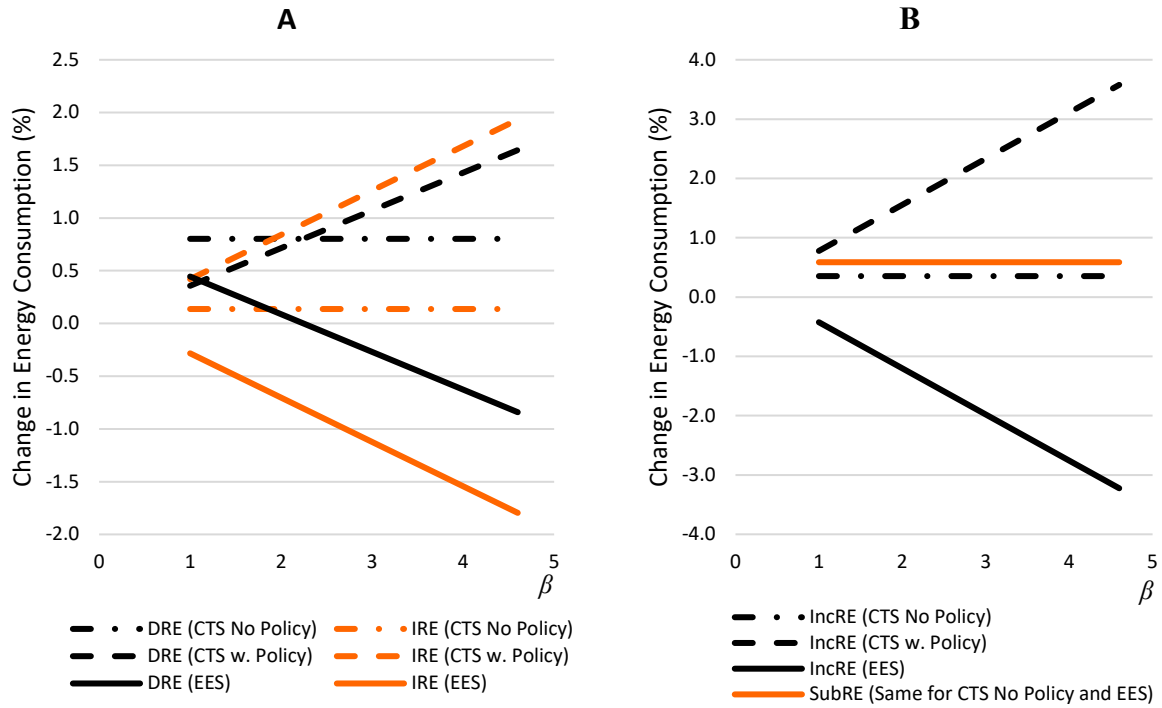 A
Change in Energy Consumption (%)
2.5
2.0
1.5
1.0
0.5
0.0
-0.5
-1.0
-1.5
-2.0
0 1 2 3 4 5
β
DRE (CTS No Policy) IRE (CTS No Policy)
DRE (CTS w. Policy) IRE (CTS w. Policy)
DRE (EES) IRE (EES)
B
Change in Energy Consumption (%)
4.0
3.0
2.0
1.0
0.0
-1.0
-2.0
-3.0
-4.0
0 1 2 3 4 5
β
IncRE (CTS No Policy)
IncRE (CTS w. Policy)
IncRE (EES)
SubRE (Same for CTS No Policy and EES)